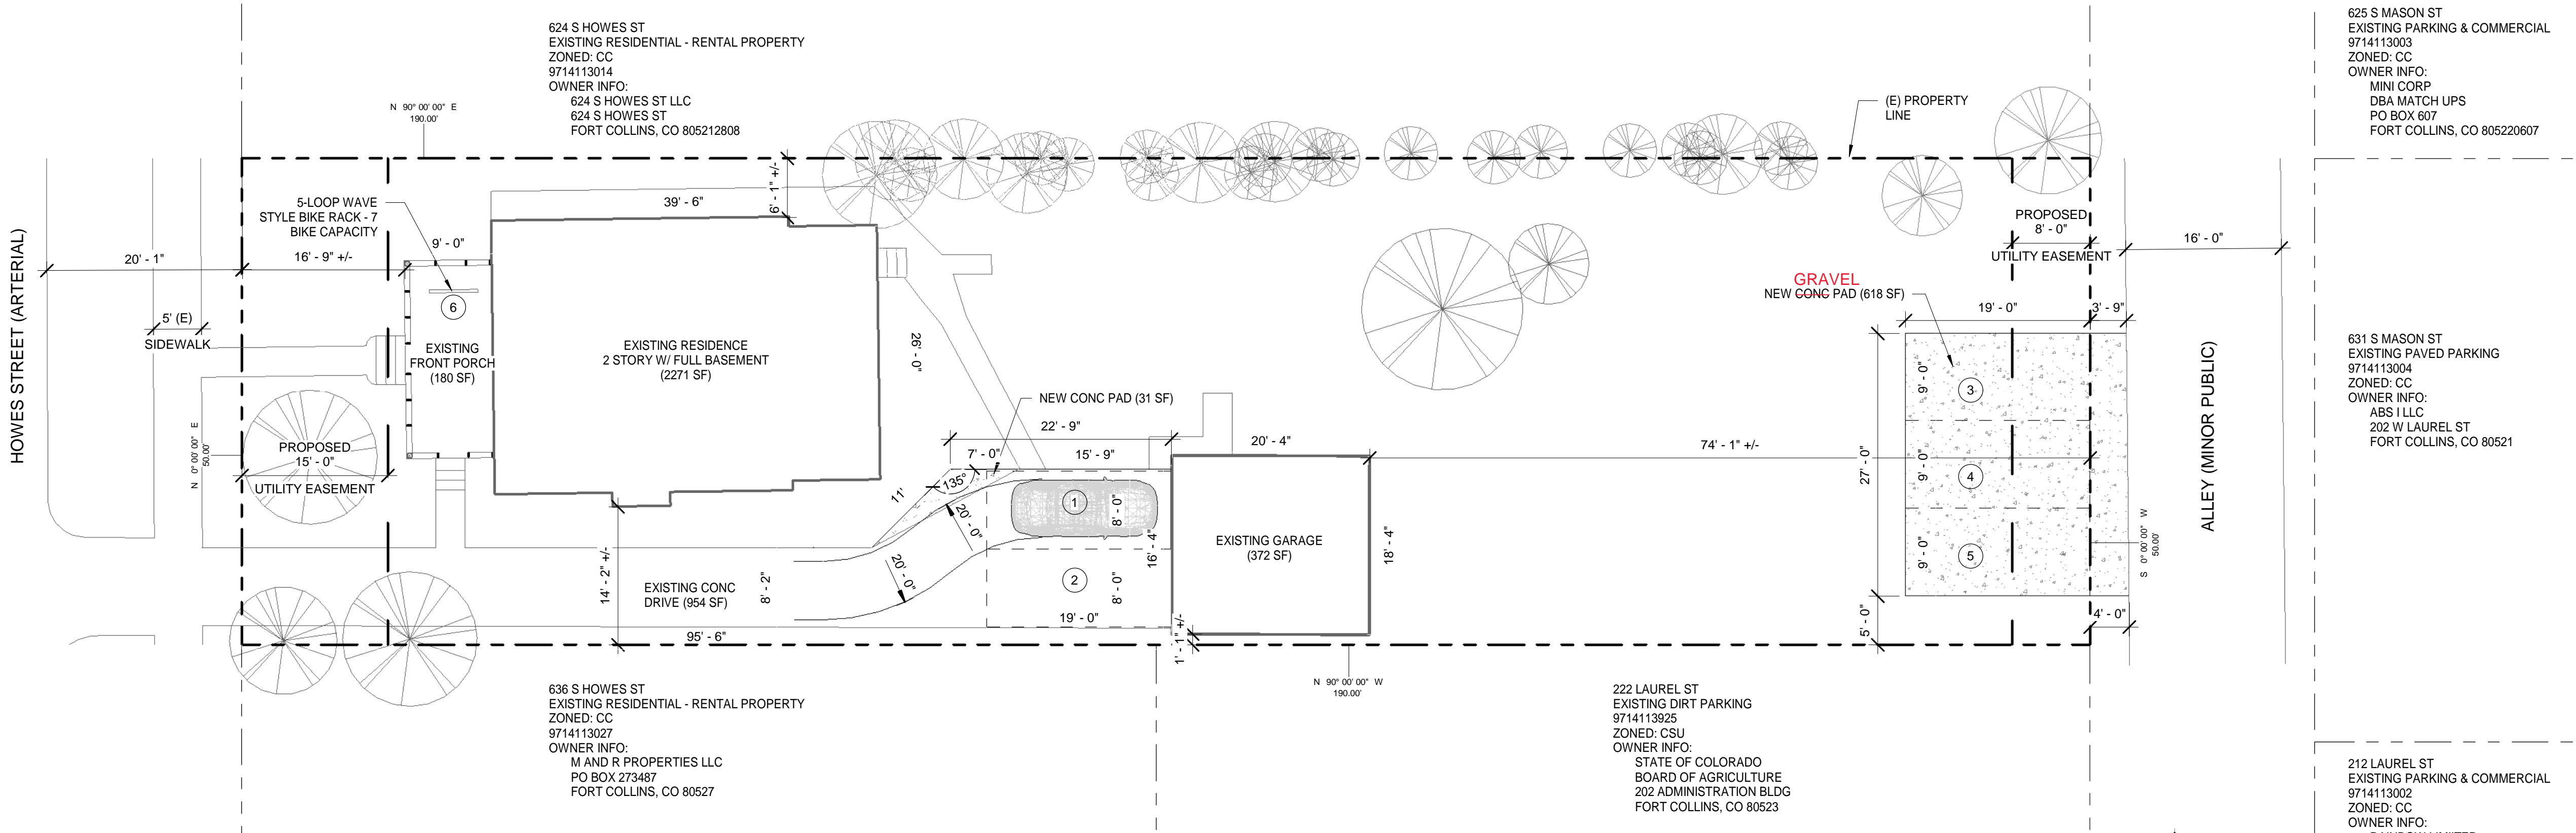 624 S HOWES ST
EXISTING RESIDENTIAL - RENTAL PROPERTY
ZONED: CC
9714113014
OWNER INFO:
624 S HOWES ST LLC
624 S HOWES ST
FORT COLLINS, CO 805212808
625 S MASON ST
EXISTING PARKING & COMMERCIAL
9714113003
ZONED: CC
OWNER INFO:
MINI CORP
DBA MATCH UPS
PO BOX 607
FORT COLLINS, CO 805220607
N 90° 00' 00" E
190.00'
(E) PROPERTY
LINE
5-LOOP WAVE
STYLE BIKE RACK - 7
BIKE CAPACITY
39' - 6"
6' - 1" +/-
HOWES STREET (ARTERIAL)
20' - 1"
16' - 9" +/-
9' - 0"
6
5' (E)
SIDEWALK
EXISTING
FRONT PORCH
(180 SF)
EXISTING RESIDENCE
2 STORY W/ FULL BASEMENT
(2271 SF)
26' - 0"
PROPOSED
8' - 0"
UTILITY EASEMENT
16' - 0"
GRAVEL
NEW CONC PAD (618 SF)
19' - 0"
3' - 9"
631 S MASON ST
EXISTING PAVED PARKING
9714113004
ZONED: CC
OWNER INFO:
ABS I LLC
202 W LAUREL ST
FORT COLLINS, CO 80521
NEW CONC PAD (31 SF)
22' - 9"
7' - 0"
15' - 9"
20' - 4"
74' - 1" +/-
N 0° 00' 00" E
50.00'
PROPOSED
15' - 0"
UTILITY EASEMENT
11'
135°
20' - 0"
20' - 0"
1
8' - 0"
16' - 4"
2
8' - 0"
19' - 0"
EXISTING GARAGE
(372 SF)
18' - 4"
27' - 0"
9' - 0"
3
9' - 0"
4
9' - 0"
5
5' - 0"
4' - 0"
ALLEY (MINOR PUBLIC)
S 0° 00' 00" W
50.00'
14' - 2" +/-
EXISTING CONC
DRIVE (954 SF)
8' - 2"
95' - 6"
1' - 1" +/-
N 90° 00' 00" W
190.00'
636 S HOWES ST
EXISTING RESIDENTIAL - RENTAL PROPERTY
ZONED: CC
9714113027
OWNER INFO:
M AND R PROPERTIES LLC
PO BOX 273487
FORT COLLINS, CO 80527
222 LAUREL ST
EXISTING DIRT PARKING
9714113925
ZONED: CSU
OWNER INFO:
STATE OF COLORADO
BOARD OF AGRICULTURE
202 ADMINISTRATION BLDG
FORT COLLINS, CO 80523
212 LAUREL ST
EXISTING PARKING & COMMERCIAL
9714113002
ZONED: CC
OWNER INFO: